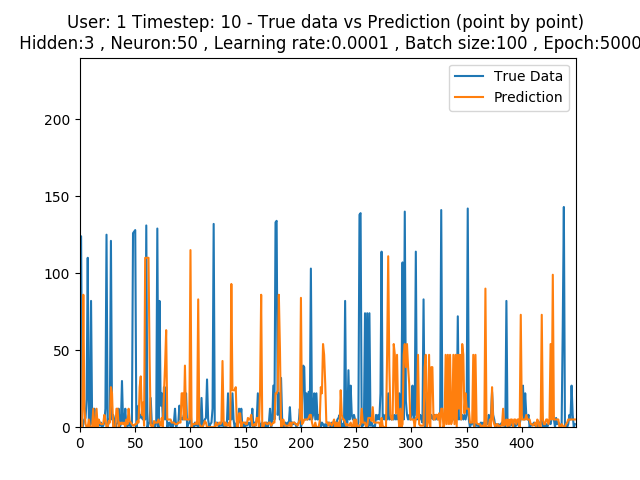 User: 1 Timestep: 10 - True data vs Prediction (point by point)
Hidden:3 , Neuron:50 , Learning rate:0.0001 , Batch size:100 , Epoch:5000
True Data
Prediction
200
150
100
50
0
0 50 100 150 200 250 300 350 400